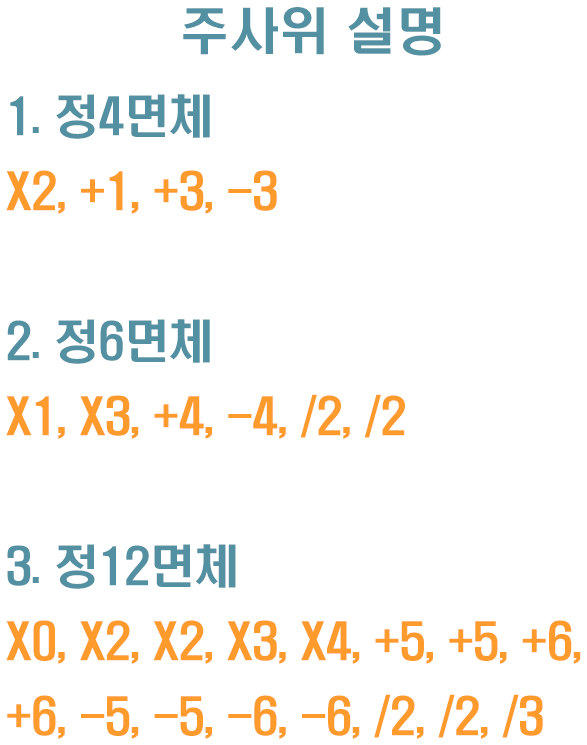 주사위 설명
1. 정4면체
X2, +1, +3, -3
2. 정6면체
X1, X3, +4, -4, /2, /2
3. 정12면체
X0, X2, X2, X3, X4, +5, +5, +6,
+6, -5, -5, -6, -6, /2, /2, /3